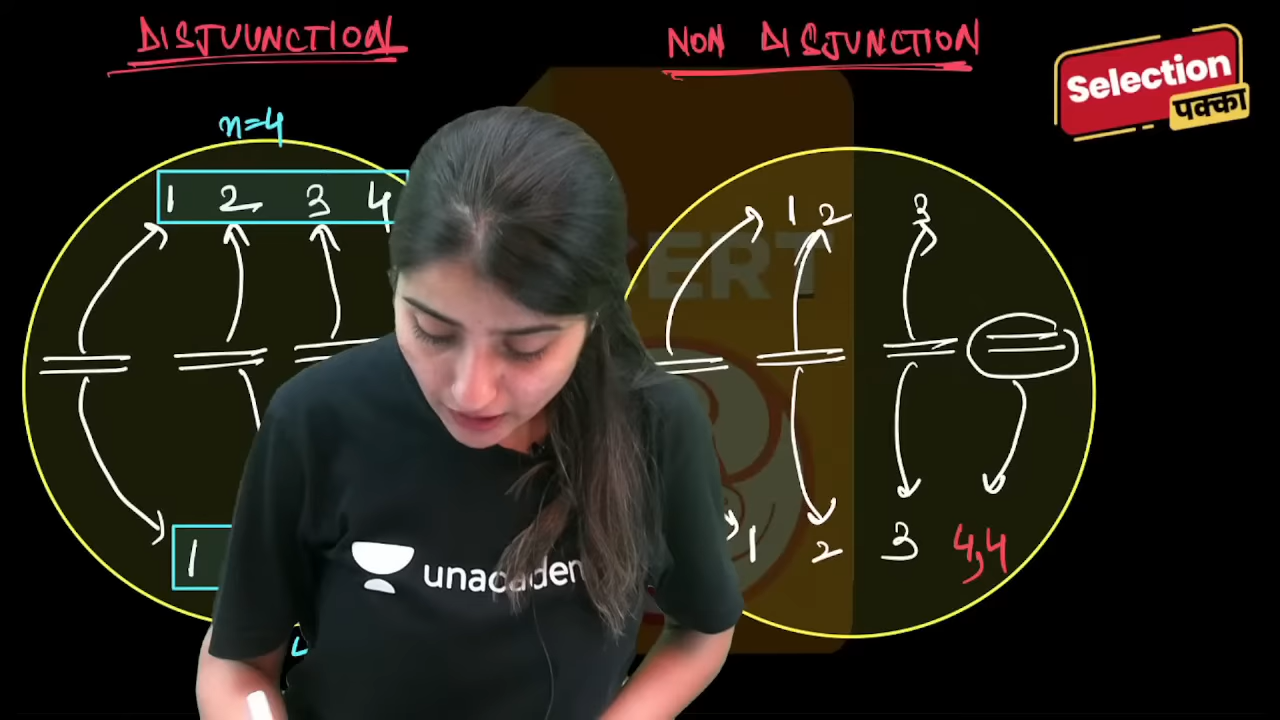 DISJUUNCTION
NON DISJUNCTION
Selection
पक्का
n=4
1 2 3 4
1 2 3
1
1 2 3 4,4
unacadem